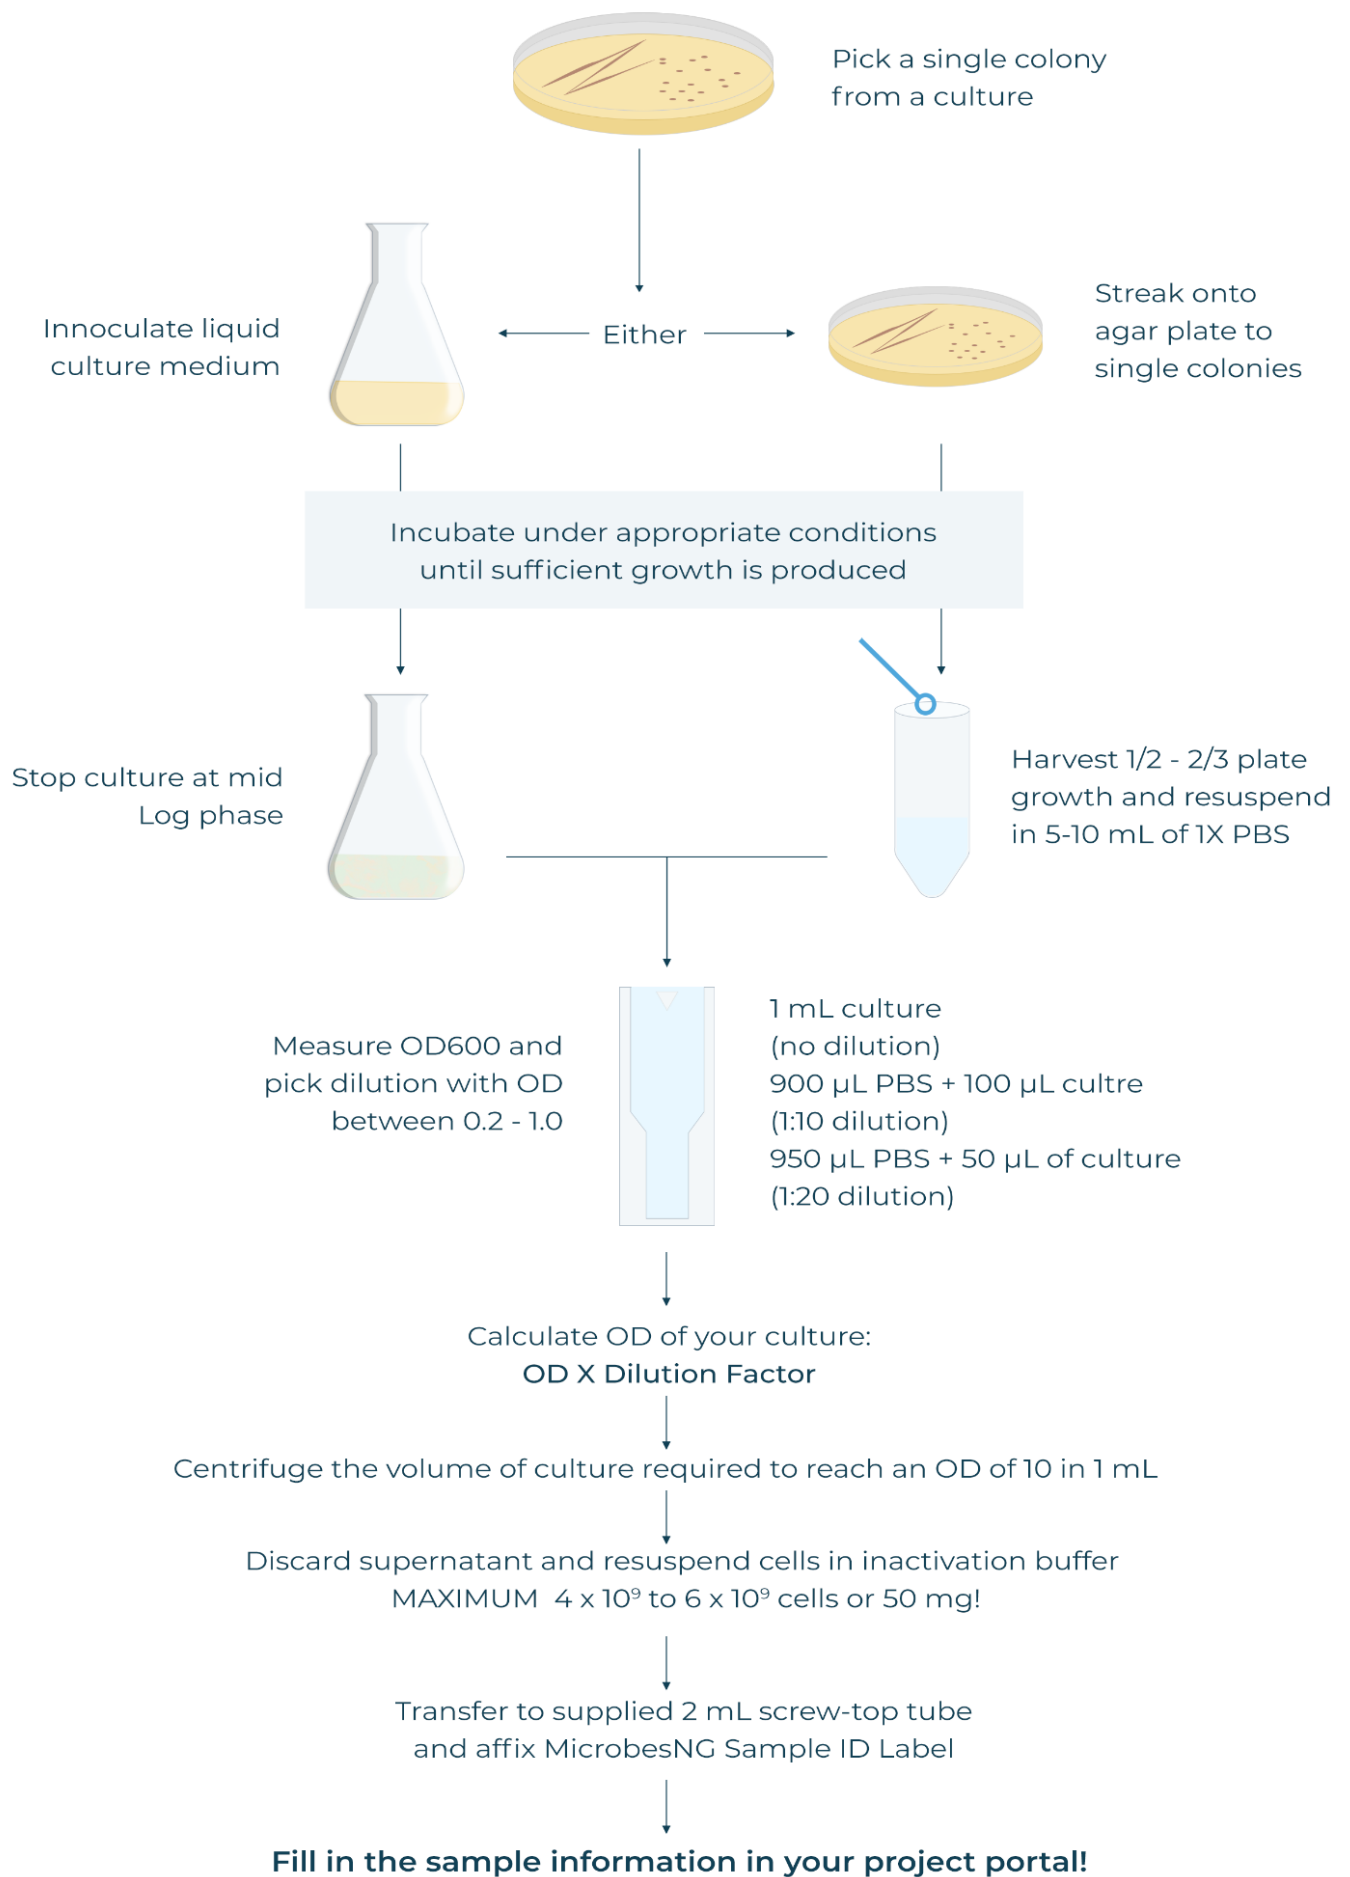 Pick a single colony
from a culture
Innoculate liquid
culture medium
Either
Streak onto
agar plate to
single colonies
Incubate under appropriate conditions
until sufficient growth is produced
Stop culture at mid
Log phase
Harvest 1/2 - 2/3 plate
growth and resuspend
in 5-10 mL of 1X PBS
Measure OD600 and
pick dilution with OD
between 0.2 - 1.0
1 mL culture
(no dilution)
900 µL PBS + 100 µL cultre
(1:10 dilution)
950 µL PBS + 50 µL of culture
(1:20 dilution)
Calculate OD of your culture:
OD X Dilution Factor
Centrifuge the volume of culture required to reach an OD of 10 in 1 mL
Discard supernatant and resuspend cells in inactivation buffer
MAXIMUM 4 x 10⁹ to 6 x 10⁹ cells or 50 mg!
Transfer to supplied 2 mL screw-top tube
and affix MicrobesNG Sample ID Label
Fill in the sample information in your project portal!